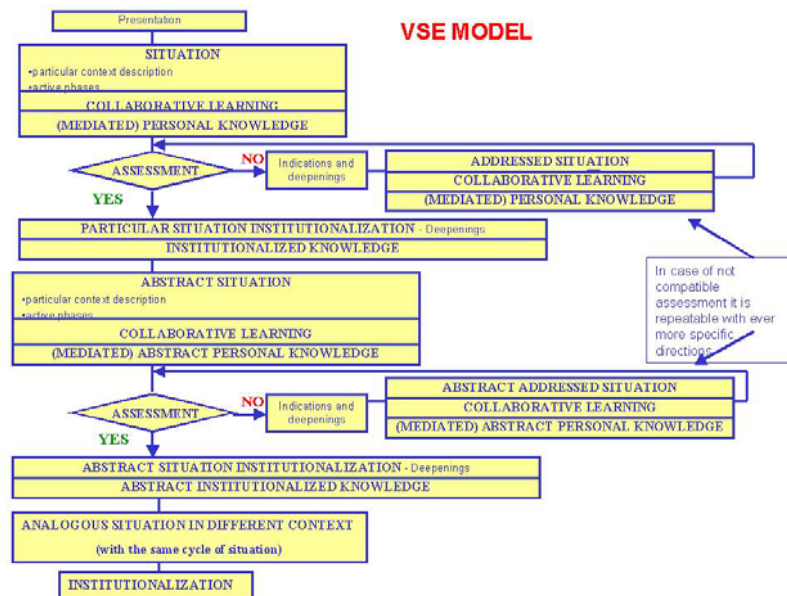 Presentation
VSE MODEL
SITUATION
•particular context description
•active phases
COLLABORATIVE LEARNING
(MEDIATED) PERSONAL KNOWLEDGE
ASSESSMENT
NO
Indications and
deepenings
ADDRESSED SITUATION
COLLABORATIVE LEARNING
(MEDIATED) PERSONAL KNOWLEDGE
YES
PARTICULAR SITUATION INSTITUTIONALIZATION - Deepenings
INSTITUTIONALIZED KNOWLEDGE
In case of not
compatible
assessment it is
repeatable with ever
more specific
directions
ABSTRACT SITUATION
•particular context description
•active phases
COLLABORATIVE LEARNING
(MEDIATED) ABSTRACT PERSONAL KNOWLEDGE
ASSESSMENT
NO
Indications and
deepenings
ABSTRACT ADDRESSED SITUATION
COLLABORATIVE LEARNING
(MEDIATED) ABSTRACT PERSONAL KNOWLEDGE
YES
ABSTRACT SITUATION INSTITUTIONALIZATION - Deepenings
ABSTRACT INSTITUTIONALIZED KNOWLEDGE
ANALOGOUS SITUATION IN DIFFERENT CONTEXT
(with the same cycle of situation)
INSTITUTIONALIZATION